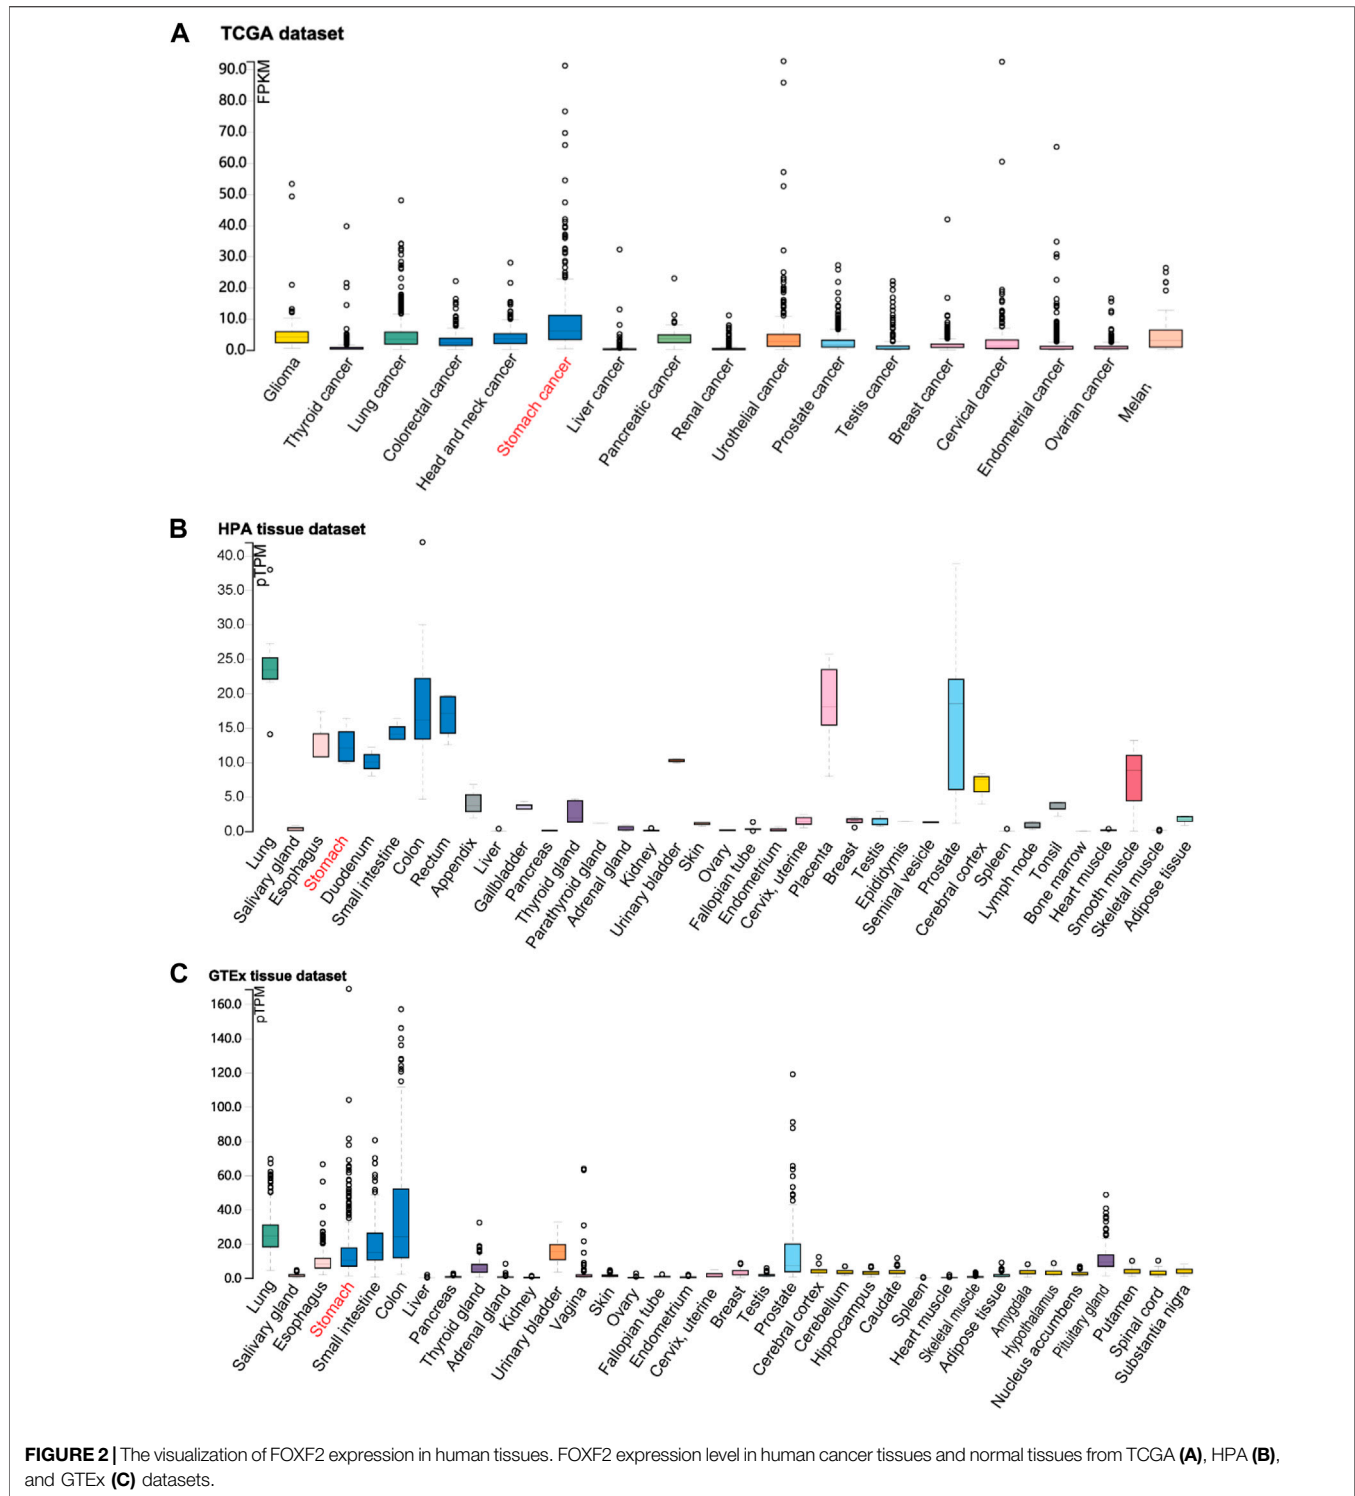 A TCGA dataset
FPKM
90.0
80.0
70.0
60.0
50.0
40.0
30.0
20.0
10.0
0.0
Glioma
Thyroid cancer
Lung cancer
Colorectal cancer
Head and neck cancer
Stomach cancer
Liver cancer
Pancreatic cancer
Renal cancer
Urothelial cancer
Prostate cancer
Testis cancer
Breast cancer
Cervical cancer
Endometrial cancer
Ovarian cancer
Melan
B HPA tissue dataset
pTPM
40.0
35.0
30.0
25.0
20.0
15.0
10.0
5.0
0.0
Lung
Salivary gland
Esophagus
Stomach
Duodenum
Small intestine
Colon
Rectum
Appendix
Liver
Gallbladder
Pancreas
Thyroid gland
Parathyroid gland
Adrenal gland
Kidney
Urinary bladder
Skin
Ovary
Fallopian tube
Endometrium
Cervix, uterine
Placenta
Breast
Testis
Epididymis
Seminal vesicle
Prostate
Cerebral cortex
Spleen
Lymph node
Tonsil
Bone marrow
Heart muscle
Smooth muscle
Skeletal muscle
Adipose tissue
C GTEx tissue dataset
pTPM
160.0
140.0
120.0
100.0
80.0
60.0
40.0
20.0
0.0
Lung
Salivary gland
Esophagus
Stomach
Small intestine
Colon
Liver
Pancreas
Thyroid gland
Adrenal gland
Kidney
Urinary bladder
Vagina
Skin
Ovary
Fallopian tube
Endometrium
Cervix, uterine
Breast
Testis
Prostate
Cerebral cortex
Cerebellum
Hippocampus
Caudate
Spleen
Heart muscle
Skeletal muscle
Adipose tissue
Amygdala
Hypothalamus
Nucleus accumbens
Pituitary gland
Putamen
Spinal cord
Substantia nigra
FIGURE 2 | The visualization of FOXF2 expression in human tissues. FOXF2 expression level in human cancer tissues and normal tissues from TCGA (A), HPA (B),
and GTEx (C) datasets.